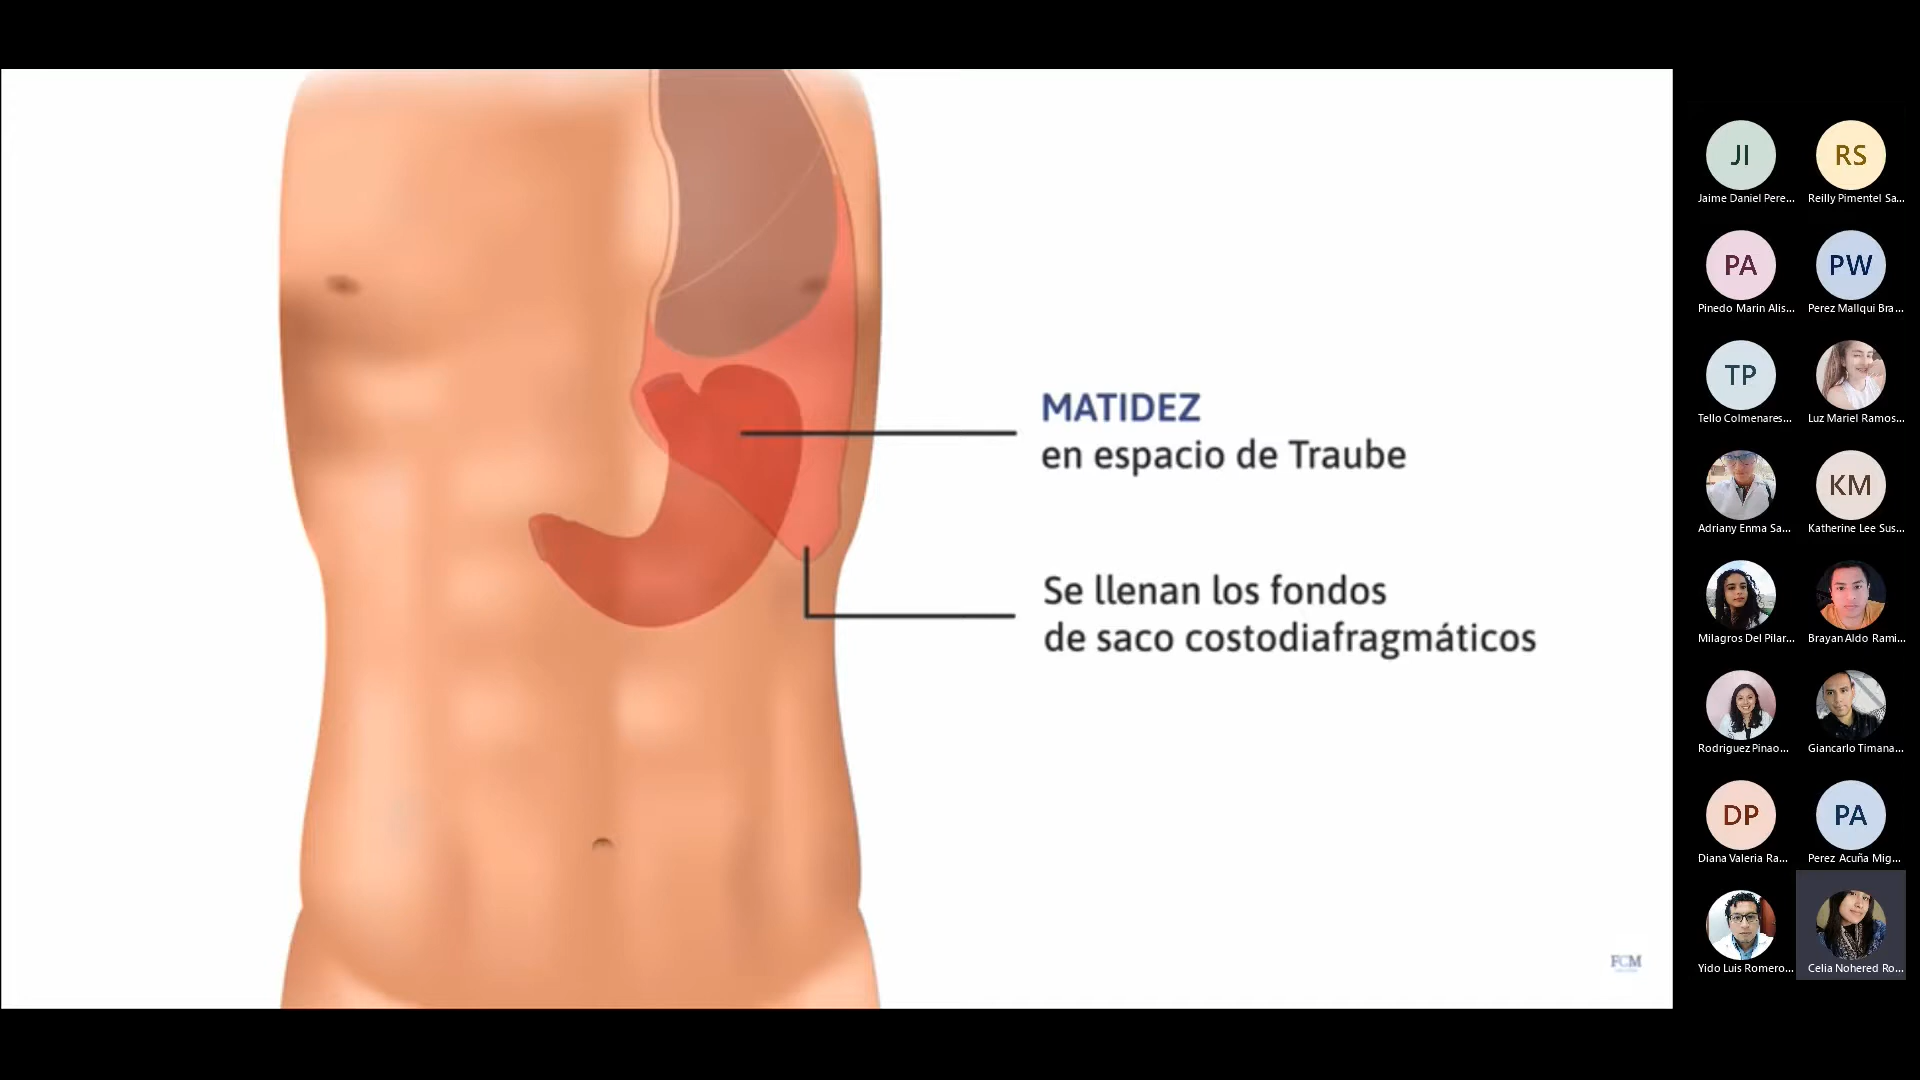 MATIDEZ
en espacio de Traube
Se llenan los fondos
de saco costodiafragmáticos
FCM
JI
RS
Jaime Daniel Pere...
Reilly Pimentel Sa...
PA
PW
Pinedo Marin Alis...
Perez Mallqui Bra...
TP
Tello Colmenares...
Luz Mariel Ramos...
KM
Adriany Enma Sa...
Katherine Lee Sus...
Milagros Del Pilar...
Brayan Aldo Rami...
Rodriguez Pinao...
Giancarlo Timana...
DP
PA
Diana Valeria Ra...
Perez Acuña Mig...
Yido Luis Romero...
Celia Nohered Ro...